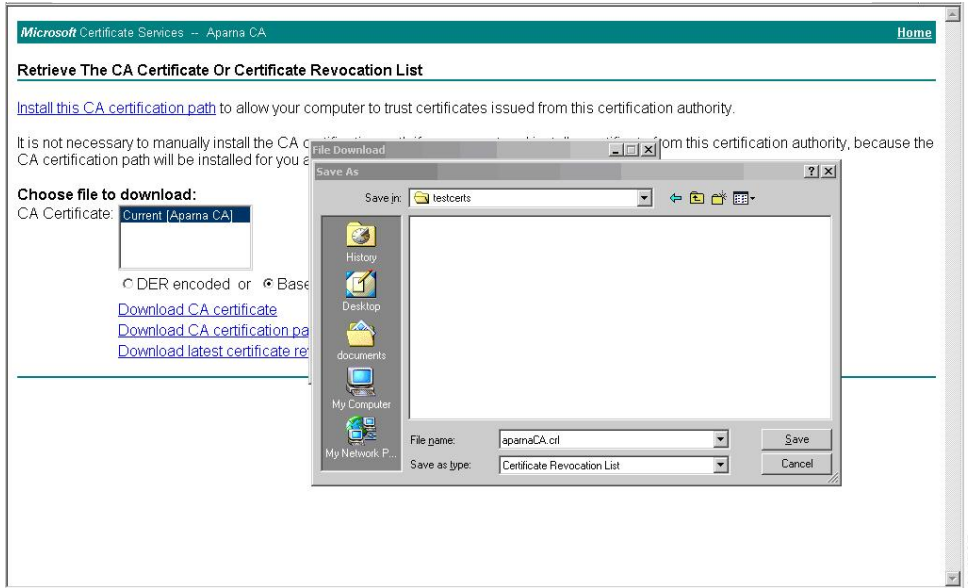 Microsoft Certificate Services -- Aparna CA Home
Retrieve The CA Certificate Or Certificate Revocation List
Install this CA certification path to allow your computer to trust certificates issued from this certification authority.
It is not necessary to manually install the CA from this certification authority, because the
CA certification path will be installed for you
Choose file to download:
CA Certificate: Current [Aparna CA]
DER encoded or Base
Download CA certificate
Download CA certification pa
Download latest certificate re
File Download
Save As
Save in: testcerts
History
Desktop
documents
My Computer
My Network P...
File name: aparnaCA.crl Save
Save as type: Certificate Revocation List Cancel